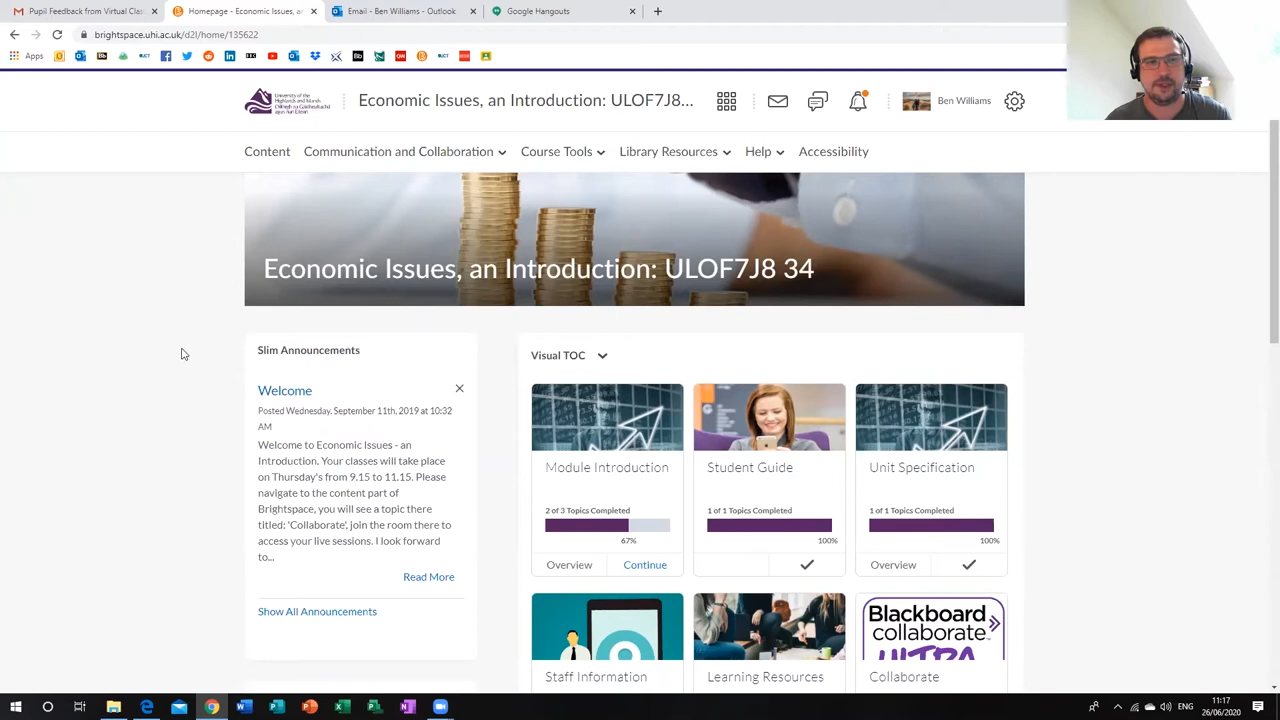 Pupil Feedback from Virtual Clas
Homepage - Economic Issues, an
Email - Ben Williams - Outlook
Google Hangouts
brightspace.uhi.ac.uk/d2l/home/135622
Apps
University of the
Highlands and Islands
Economic Issues, an Introduction: ULOF7J8...
Ben Williams
Content
Communication and Collaboration
Course Tools
Library Resources
Help
Accessibility
Economic Issues, an Introduction: ULOF7J8 34
Slim Announcements
Welcome
Posted Wednesday, September 11th, 2019 at 10:32
AM
Welcome to Economic Issues - an
Introduction. Your classes will take place
on Thursday's from 9.15 to 11.15. Please
navigate to the content part of
Brightspace, you will see a topic there
titled: 'Collaborate', join the room there to
access your live sessions. I look forward
to...
Read More
Show All Announcements
Visual TOC
Module Introduction
2 of 3 Topics Completed
67%
Overview
Continue
Student Guide
1 of 1 Topics Completed
100%
Unit Specification
1 of 1 Topics Completed
100%
Overview
Staff Information
Learning Resources
Blackboard
collaborate
ULTRA
Collaborate
ENG
11:17
26/06/2020